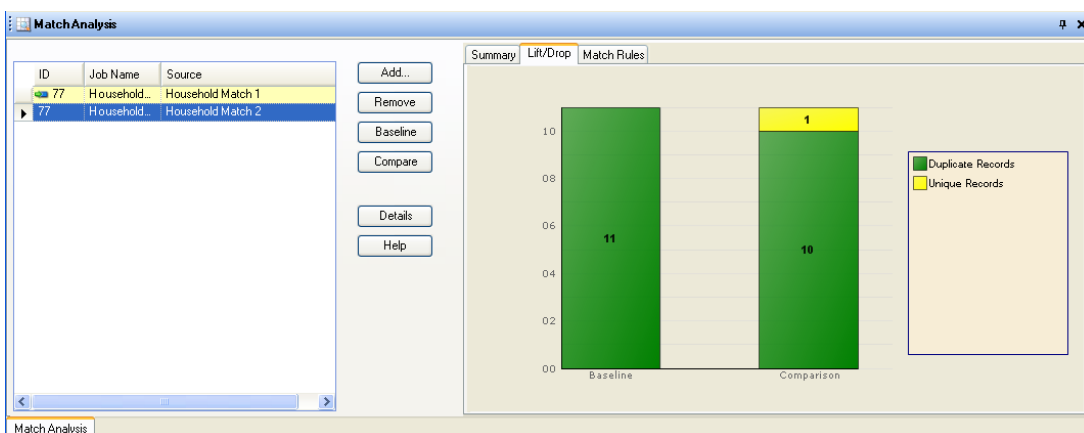 Match Analysis
ID Job Name Source
77 Household... Household Match 1
77 Household... Household Match 2
Add...
Remove
Baseline
Compare
Details
Help
Summary Lift/Drop Match Rules
10
08
06
04
02
00
11
1
10
Baseline Comparison
Duplicate Records
Unique Records
Match Analysis